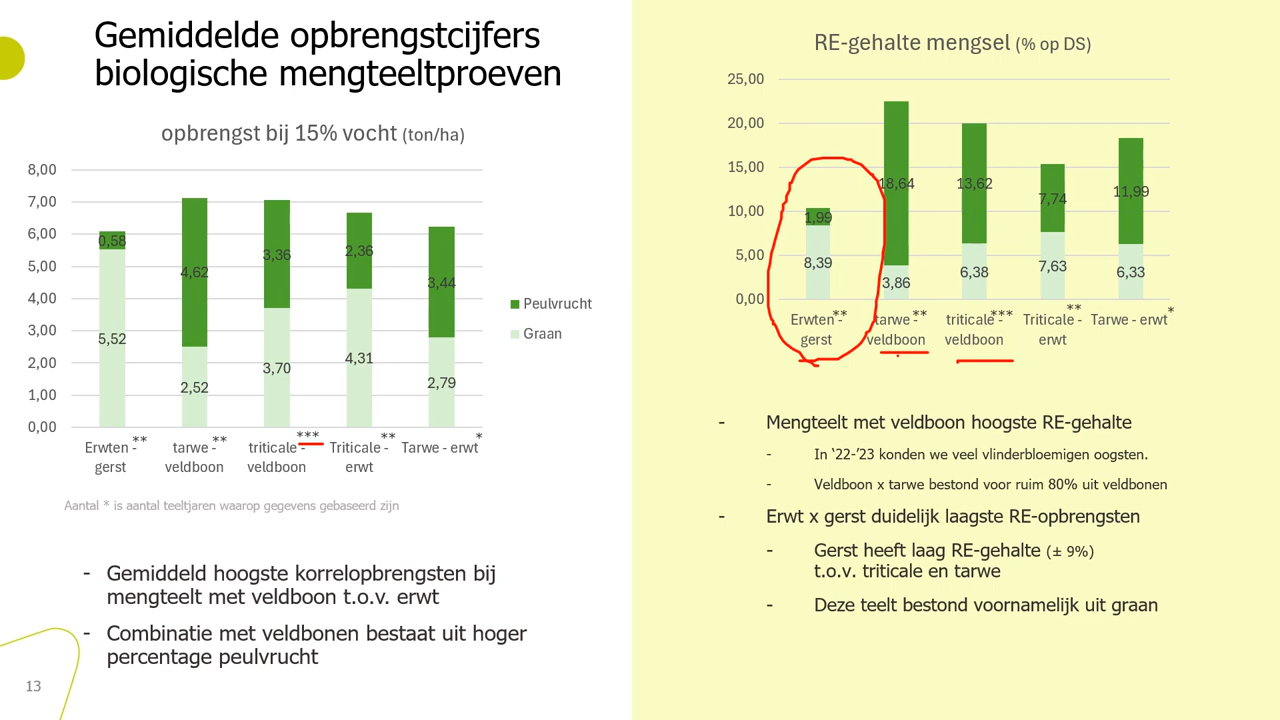 Gemiddelde opbrengstcijfers
biologische mengteeltproeven
opbrengst bij 15% vocht (ton/ha)
8,00
7,00
6,00
5,00
4,00
3,00
2,00
1,00
0,00
0,58
5,52
4,62
2,52
3,36
3,70
2,36
4,31
3,44
2,79
Peulvrucht
Graan
Erwten - **
gerst
tarwe - **
veldboon
triticale - ***
veldboon
Triticale - **
erwt
Tarwe - erwt *
Aantal * is aantal teeltjaren waarop gegevens gebaseerd zijn
- Gemiddeld hoogste korrelopbrengsten bij
mengteelt met veldboon t.o.v. erwt
- Combinatie met veldbonen bestaat uit hoger
percentage peulvrucht
13
RE-gehalte mengsel (% op DS)
25,00
20,00
15,00
10,00
5,00
0,00
1,99
8,39
18,64
3,86
13,62
6,38
7,74
7,63
11,99
6,33
Erwten - **
gerst
tarwe - **
veldboon
triticale - ***
veldboon
Triticale - **
erwt
Tarwe - erwt *
- Mengteelt met veldboon hoogste RE-gehalte
- In ‘22-’23 konden we veel vlinderbloemigen oogsten.
- Veldboon x tarwe bestond voor ruim 80% uit veldbonen
- Erwt x gerst duidelijk laagste RE-opbrengsten
- Gerst heeft laag RE-gehalte (± 9%)
t.o.v. triticale en tarwe
- Deze teelt bestond voornamelijk uit graan